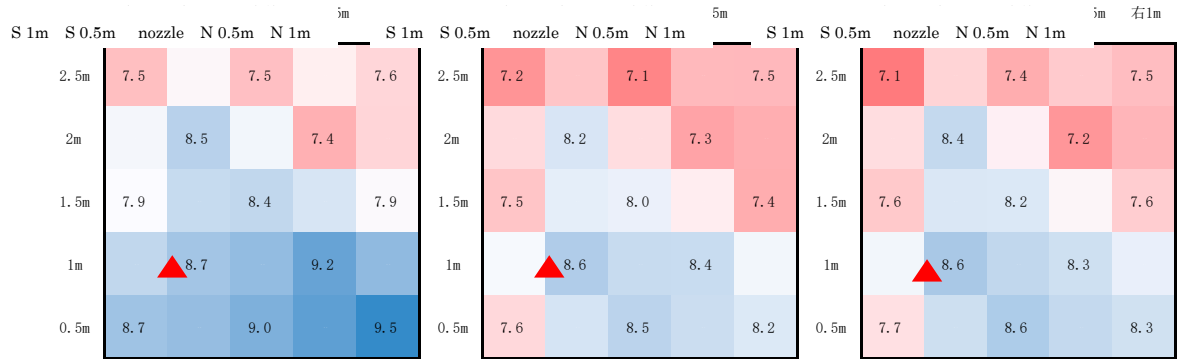 5m 5m 5m 右1m
S 1m S 0.5m nozzle N 0.5m N 1m S 1m S 0.5m nozzle N 0.5m N 1m S 1m S 0.5m nozzle N 0.5m N 1m
2.5m 7.5 7.5 7.6 2.5m 7.2 7.1 7.5 2.5m 7.1 7.4 7.5
2m 8.5 7.4 2m 8.2 7.3 2m 8.4 7.2
1.5m 7.9 8.4 7.9 1.5m 7.5 8.0 7.4 1.5m 7.6 8.2 7.6
1m 8.7 9.2 1m 8.6 8.4 1m 8.6 8.3
0.5m 8.7 9.0 9.5 0.5m 7.6 8.5 8.2 0.5m 7.7 8.6 8.3